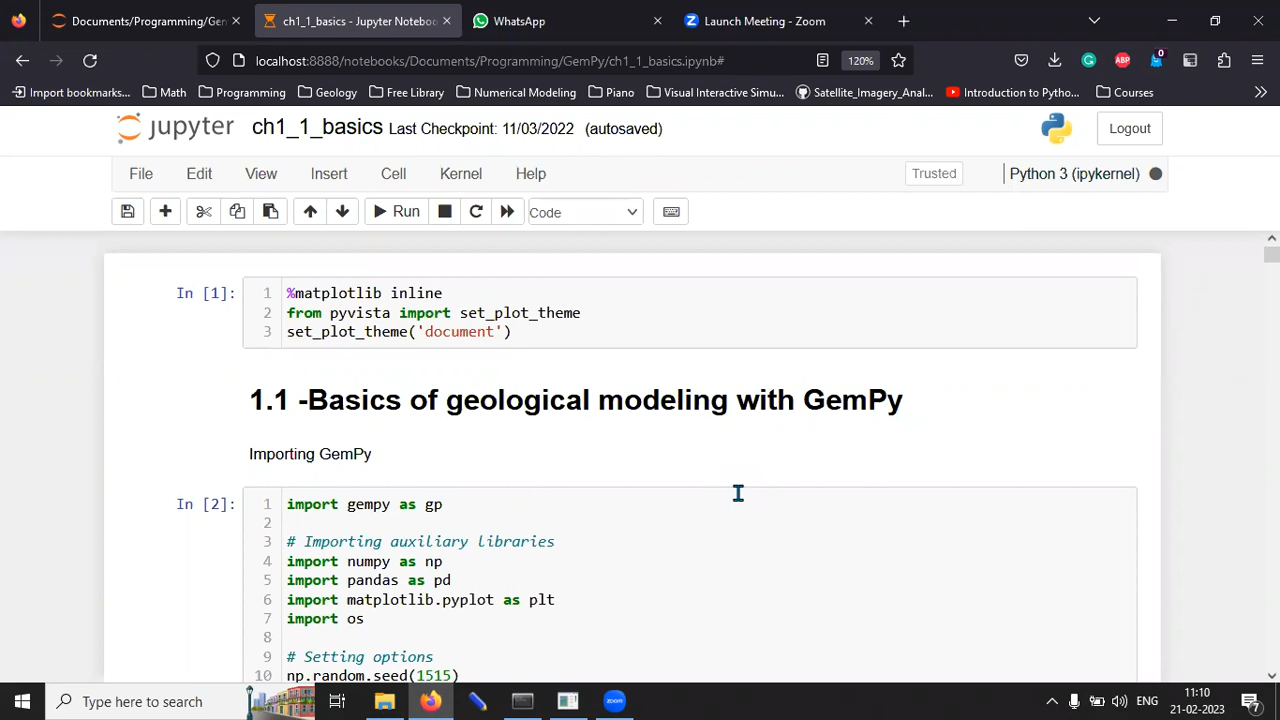 Documents/Programming/Gem
ch1_1_basics - Jupyter Noteboo
WhatsApp
Launch Meeting - Zoom
localhost:8888/notebooks/Documents/Programming/GemPy/ch1_1_basics.ipynb#
120%
ABP
0
Import bookmarks...
Math
Programming
Geology
Free Library
Numerical Modeling
Piano
Visual Interactive Simu...
Satellite_Imagery_Anal...
Introduction to Pytho...
Courses
jupyter ch1_1_basics Last Checkpoint: 11/03/2022 (autosaved)
Logout
File Edit View Insert Cell Kernel Help
Trusted
Python 3 (ipykernel)
Run
Code
In [1]:
1 %matplotlib inline
2 from pyvista import set_plot_theme
3 set_plot_theme('document')
1.1 -Basics of geological modeling with GemPy
Importing GemPy
In [2]:
1 import gempy as gp
2
3 # Importing auxiliary libraries
4 import numpy as np
5 import pandas as pd
6 import matplotlib.pyplot as plt
7 import os
8
9 # Setting options
10 np.random.seed(1515)
Type here to search
zoom
ENG
11:10
21-02-2023
7